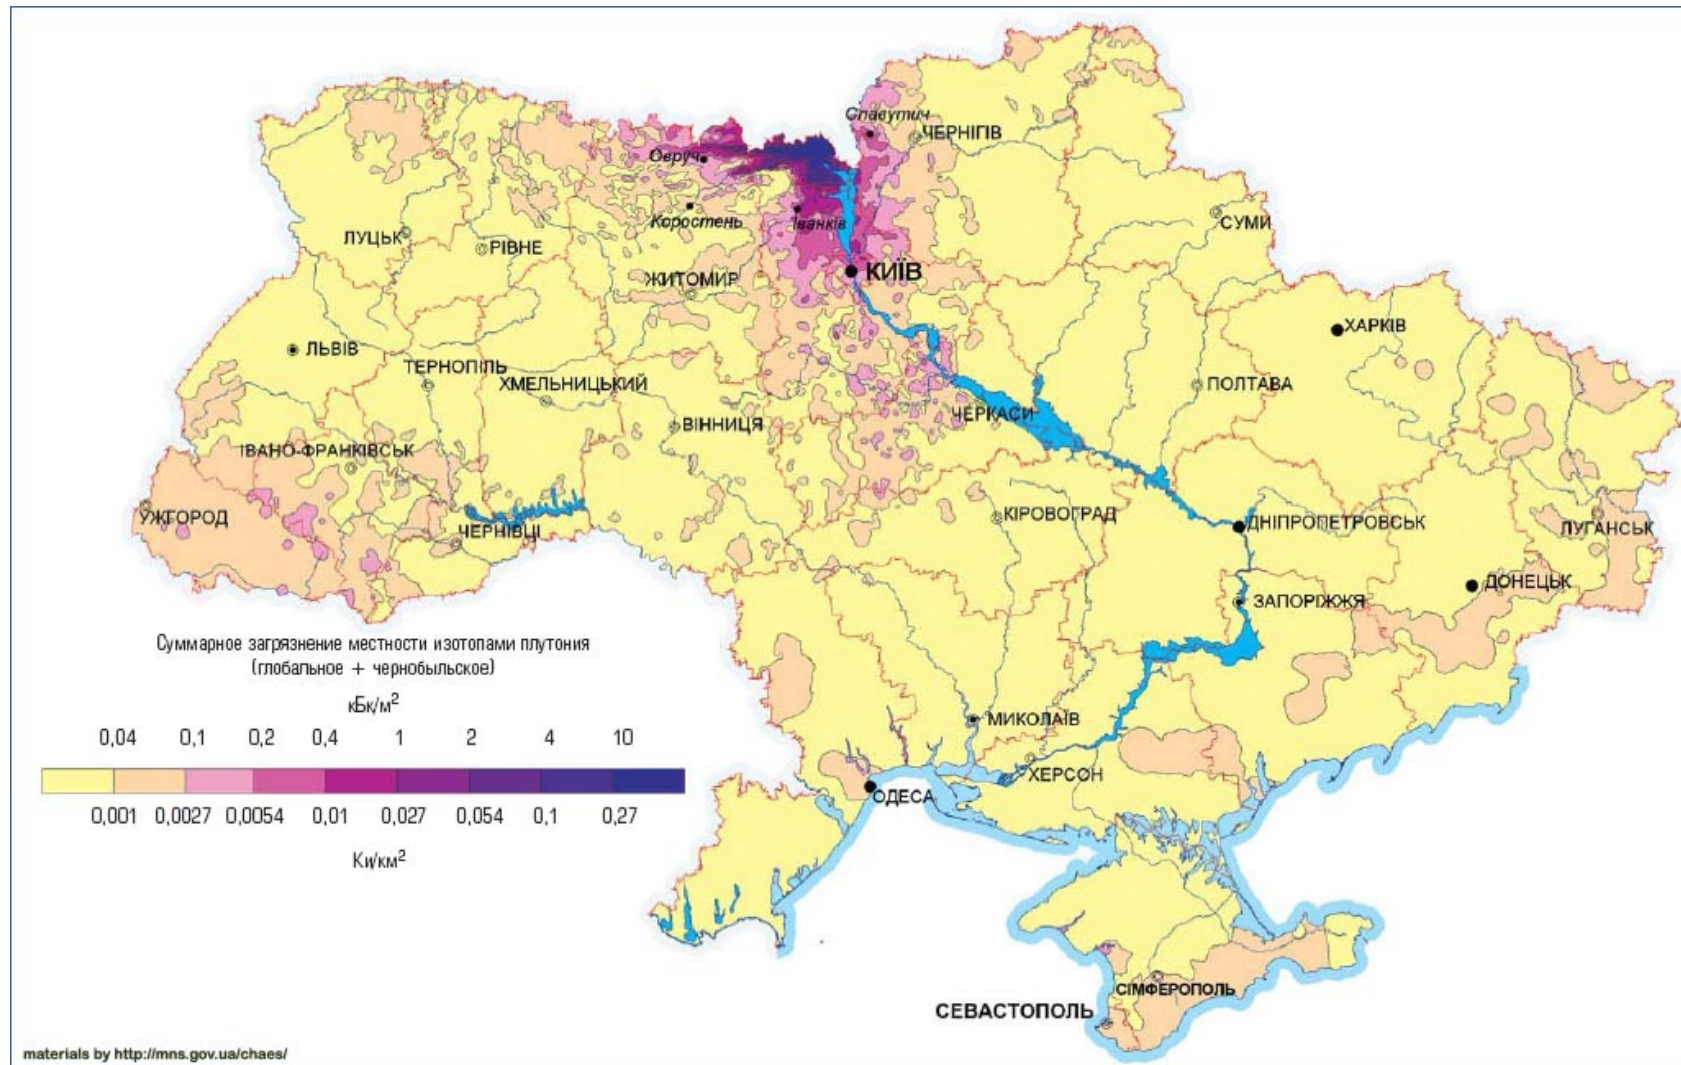 Славутич
ЧЕРНІГІВ
Овруч
Коростень
Іванків
СУМИ
ЛУЦЬК
РІВНЕ
ЖИТОМИР
КИЇВ
ХАРКІВ
ЛЬВІВ
ТЕРНОПІЛЬ
ХМЕЛЬНИЦЬКИЙ
ПОЛТАВА
ЧЕРКАСИ
ВІННИЦЯ
ІВАНО-ФРАНКІВСЬК
УЖГОРОД
ЧЕРНІВЦІ
КІРОВОГРАД
ДНІПРОПЕТРОВСЬК
ЛУГАНСЬК
ДОНЕЦЬК
ЗАПОРІЖЖЯ
Суммарное загрязнение местности изотопами плутония
(глобальное + чернобыльское)
кБк/м²
0,04 0,1 0,2 0,4 1 2 4 10
0,001 0,0027 0,0054 0,01 0,027 0,054 0,1 0,27
Ки/км²
МИКОЛАЇВ
ХЕРСОН
ОДЕСА
СІМФЕРОПОЛЬ
СЕВАСТОПОЛЬ
materials by http://mns.gov.ua/chaes/